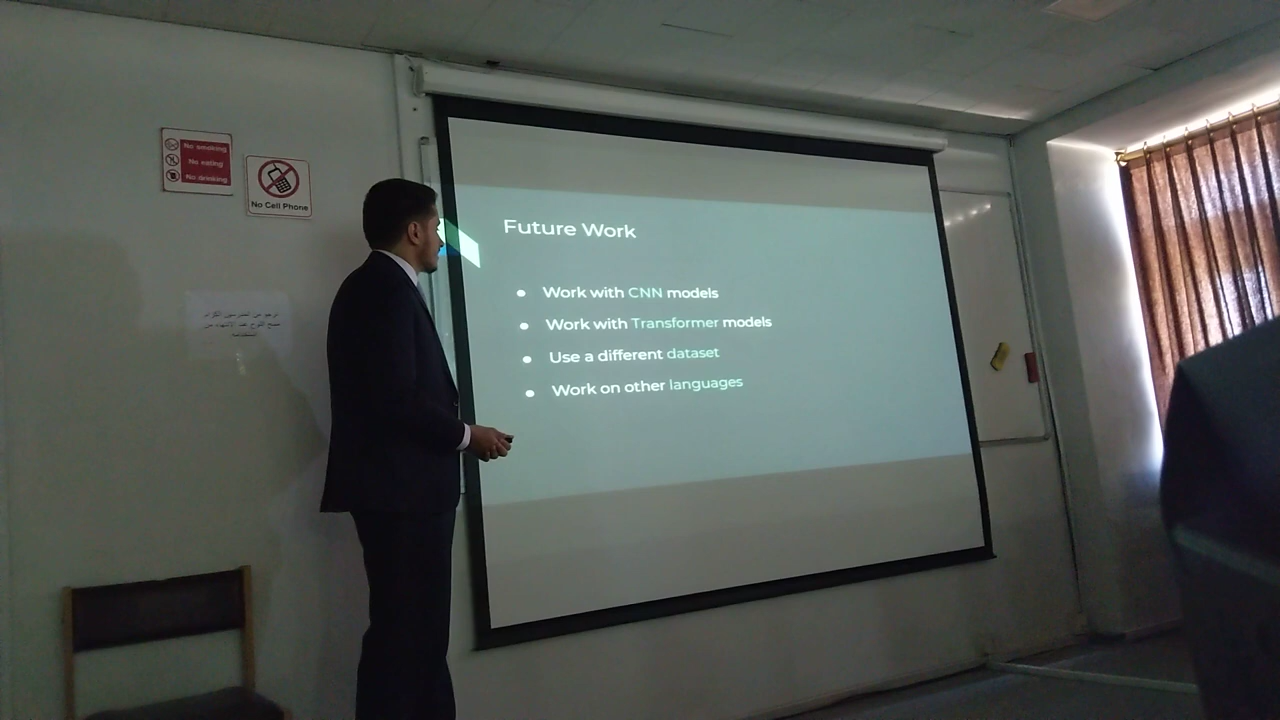 No smoking
No eating
No drinking
No Cell Phone
Future Work
Work with CNN models
Work with Transformer models
Use a different dataset
Work on other languages